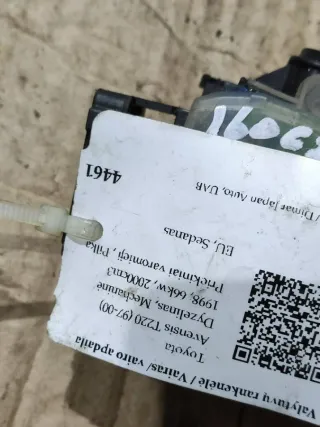 160CZ
Valytuvų rankenėlė / Vairas/ vairo apdaila
Toyota
Avensis T220 (97-00)
Dyzelinas, Mechaninė
1998, 66kw, 2000cm3
Priekiniai varomieji, Pilka
EU, Sedanas
/ Dimar Japan Auto, UAB
4461